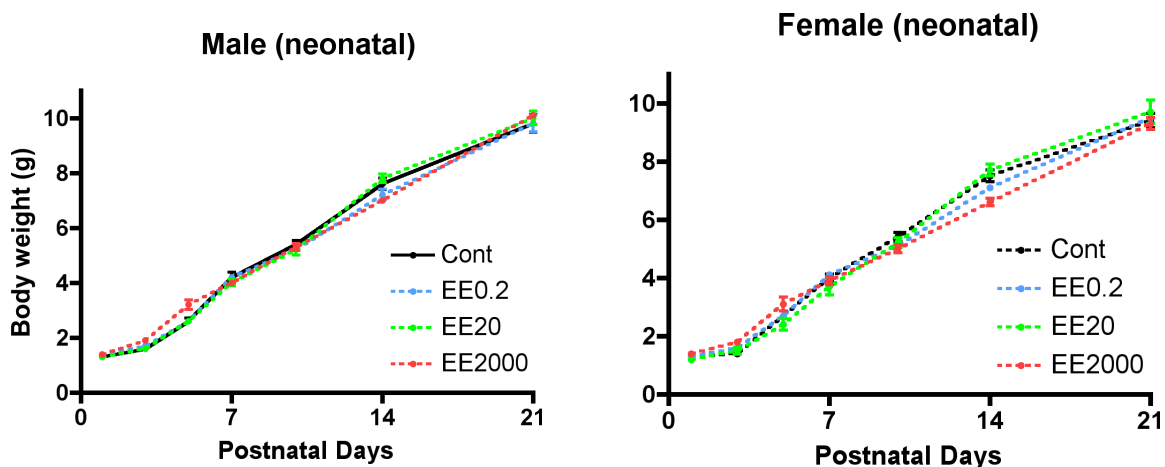 Male (neonatal)
Body weight (g)
10
8
6
4
2
0
0
7
14
21
Postnatal Days
Cont
EE0.2
EE20
EE2000
Female (neonatal)
10
8
6
4
2
0
0
7
14
21
Postnatal Days
Cont
EE0.2
EE20
EE2000